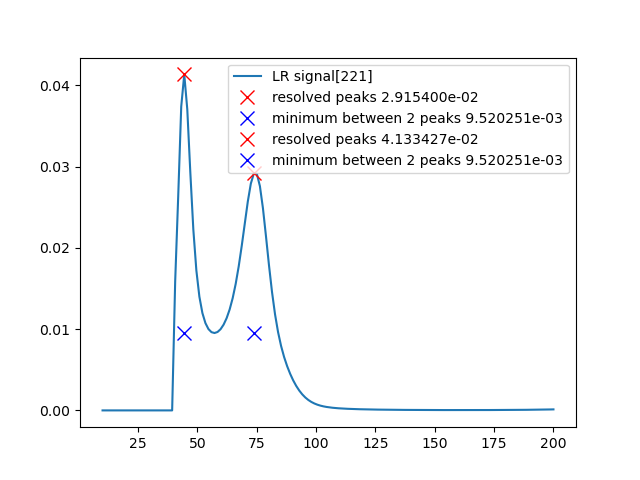 LR signal[221]
resolved peaks 2.915400e-02
minimum between 2 peaks 9.520251e-03
resolved peaks 4.133427e-02
minimum between 2 peaks 9.520251e-03
0.04
0.03
0.02
0.01
0.00
25 50 75 100 125 150 175 200